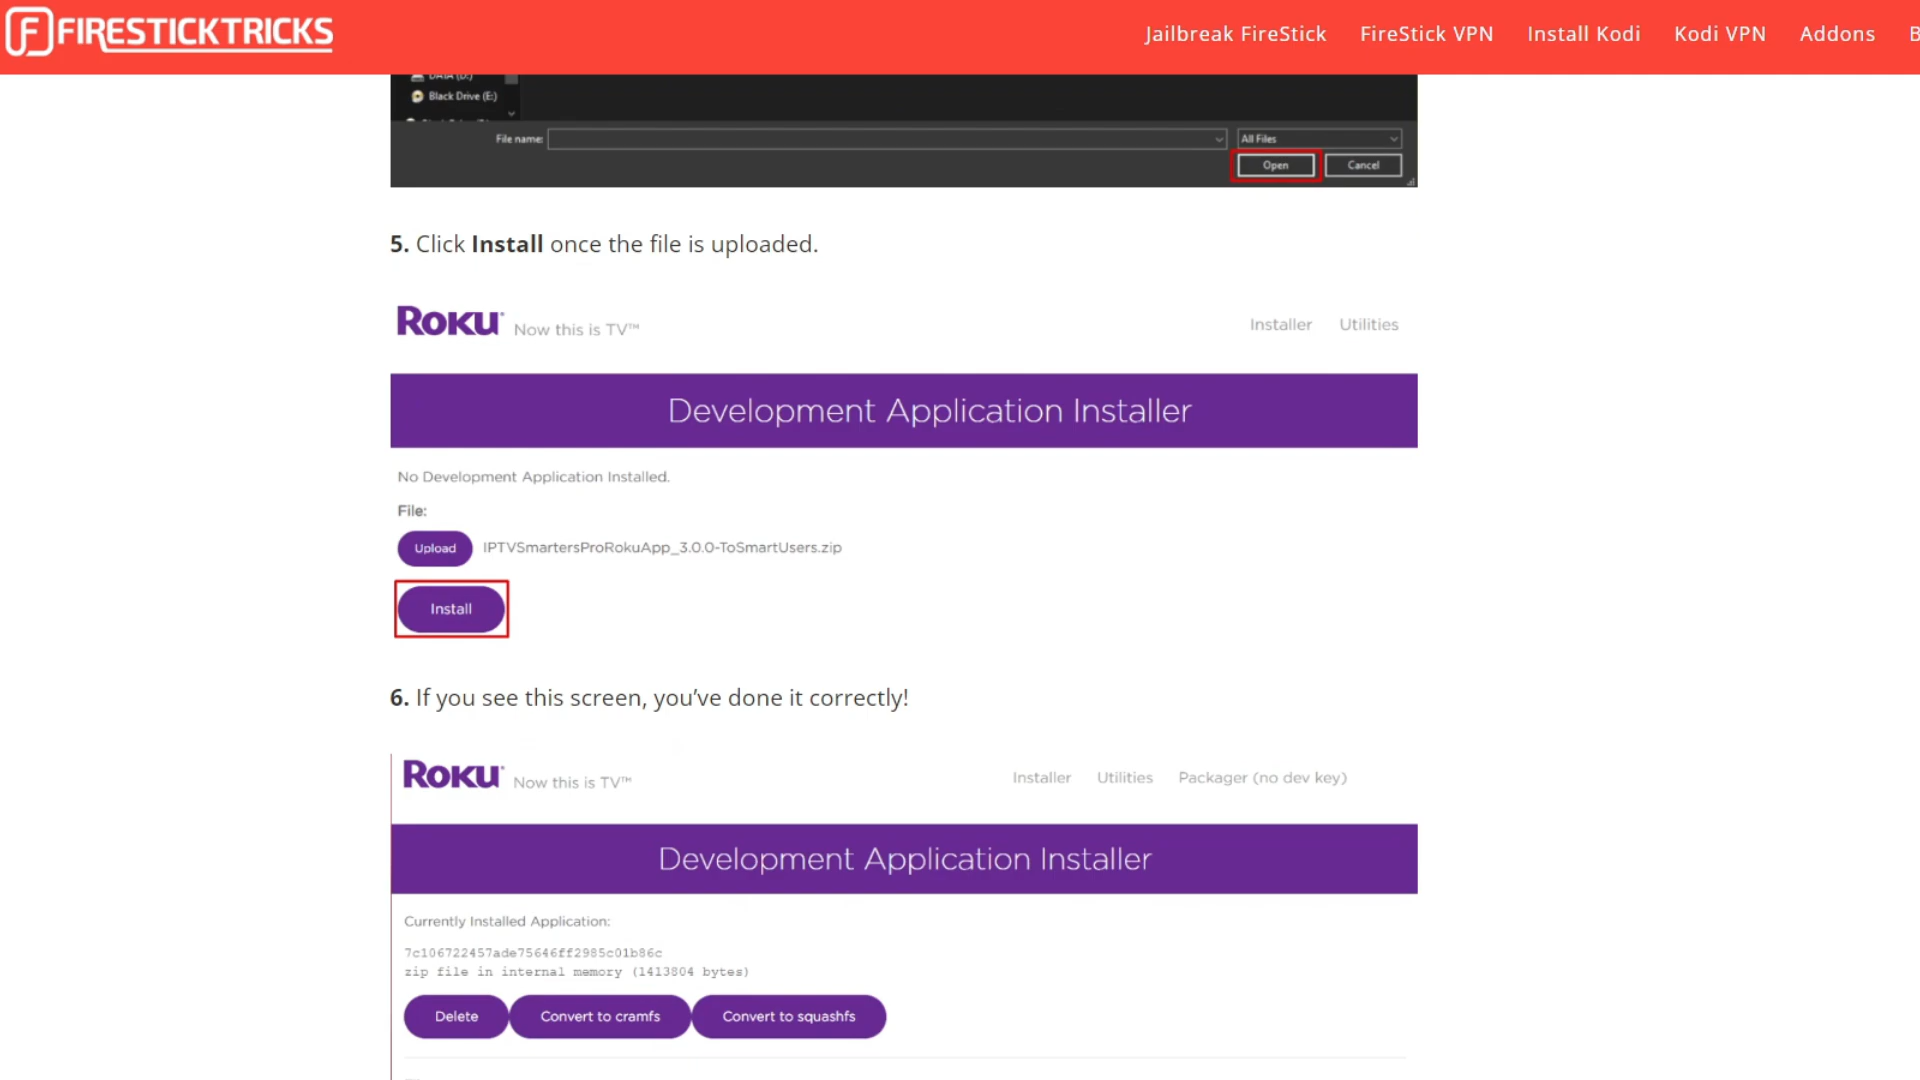 FIRESTICKTRICKS
Jailbreak FireStick FireStick VPN Install Kodi Kodi VPN Addons B
DATA (D:)
Black Drive (E:)
File name: All Files
Open Cancel
5. Click Install once the file is uploaded.
ROKU Now this is TV™ Installer Utilities
Development Application Installer
No Development Application Installed.
File:
Upload IPTVSmartersProRokuApp_3.0.0-ToSmartUsers.zip
Install
6. If you see this screen, you’ve done it correctly!
ROKU Now this is TV™ Installer Utilities Packager (no dev key)
Development Application Installer
Currently Installed Application:
7c106722457ade75646ff2985c01b86c
zip file in internal memory (1413804 bytes)
Delete Convert to cramfs Convert to squashfs